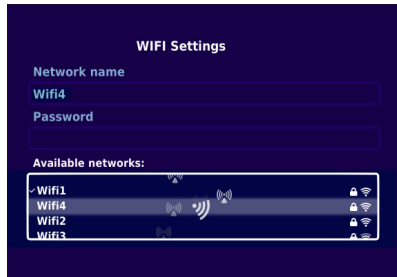 WIFI Settings
Network name
Wifi4
Password
Available networks:
Wifi1
Wifi4
Wifi2
Wifi3